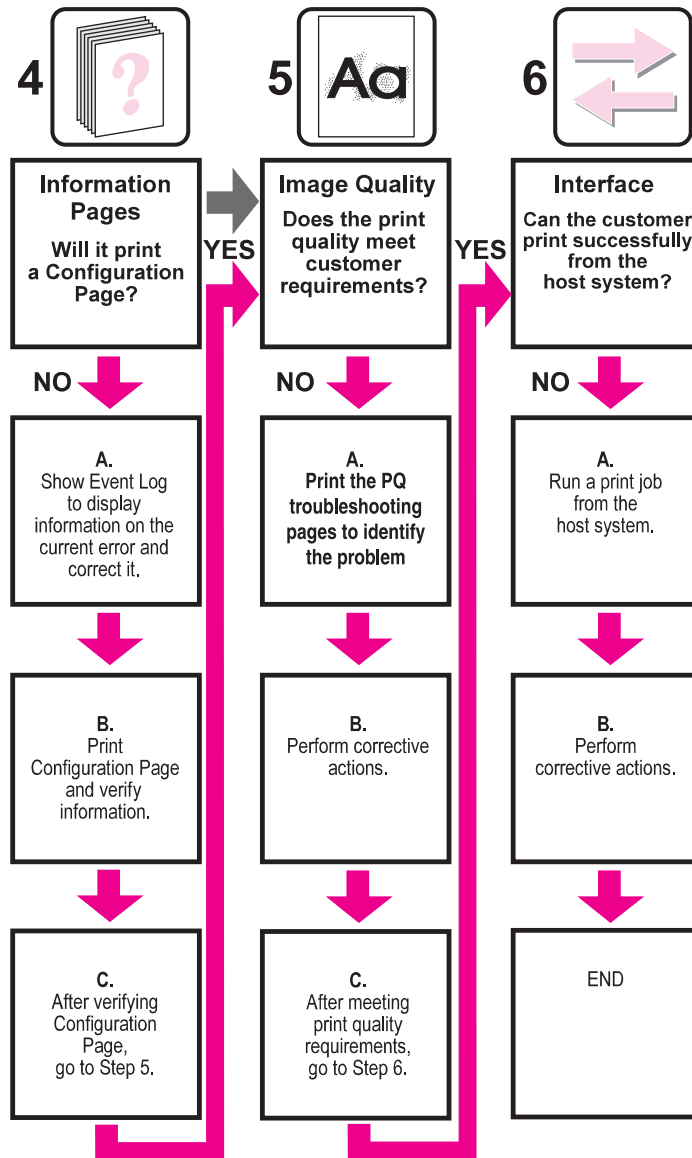 4
?
Information
Pages
Will it print
a Configuration
Page?
YES
NO
A.
Show Event Log
to display
information on the
current error and
correct it.
B.
Print
Configuration Page
and verify
information.
C.
After verifying
Configuration
Page,
go to Step 5.
5
Aa
Image Quality
Does the print
quality meet
customer
requirements?
YES
NO
A.
Print the PQ
troubleshooting
pages to identify
the problem
B.
Perform corrective
actions.
C.
After meeting
print quality
requirements,
go to Step 6.
6
Interface
Can the customer
print successfully
from the
host system?
NO
A.
Run a print job
from the
host system.
B.
Perform
corrective actions.
END